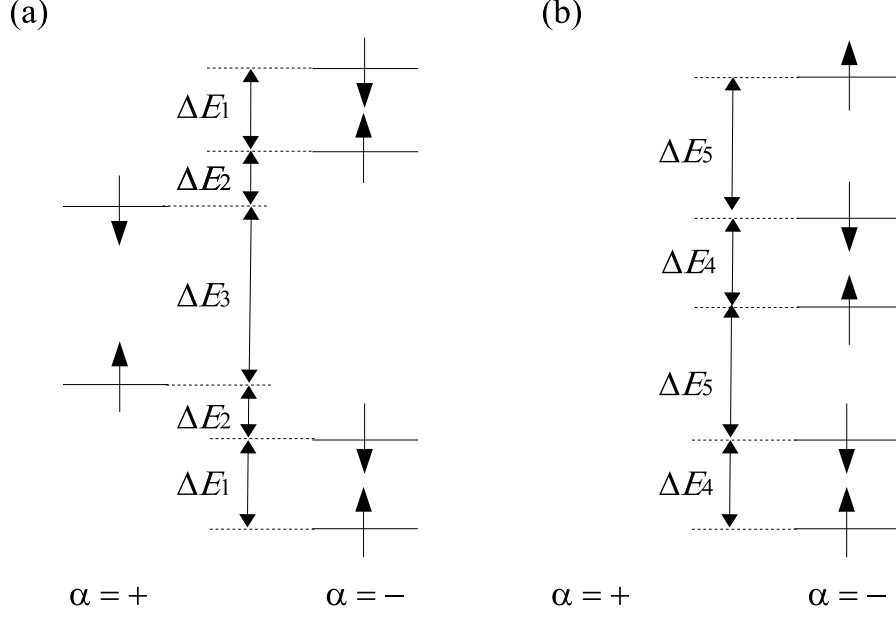 (a)
(b)
ΔE1
ΔE2
ΔE3
ΔE2
ΔE1
α = +
α = −
ΔE5
ΔE4
ΔE5
ΔE4
α = +
α = −